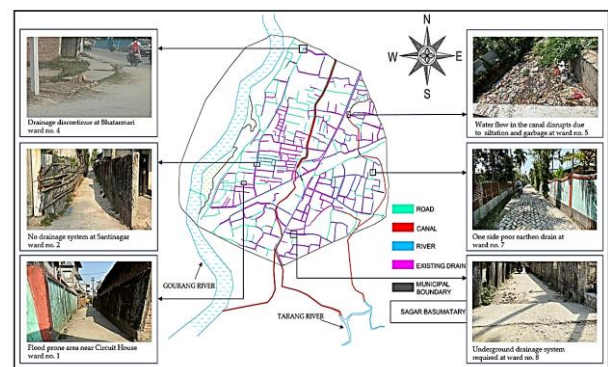 N
W
E
S
Drainage discontinue at Bhatarmari
ward no. 4
No drainage system at Santinagar
ward no. 2
Flood prone area near Circuit House
ward no. 1
GOURANG RIVER
TARANG RIVER
ROAD
CANAL
RIVER
EXISTING DRAIN
MUNICIPAL
BOUNDARY
SAGAR BASUMATARY
Water flow in the canal disrupts due
to siltation and garbage at ward no. 5
One side poor earthen drain at
ward no. 7
Underground drainage system
required at ward no. 8